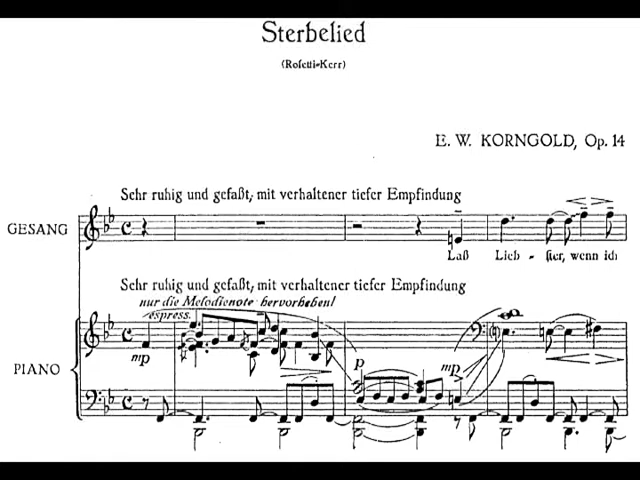 Sterbelied
(Rosetti-Kerr)
E. W. KORNGOLD, Op. 14
Sehr ruhig und gefaßt, mit verhaltener tiefer Empfindung
GESANG
Laß Lieb - ster, wenn ich
Sehr ruhig und gefaßt, mit verhaltener tiefer Empfindung
nur die Melodienote hervorheben!
espress.
mp
p
mp
PIANO